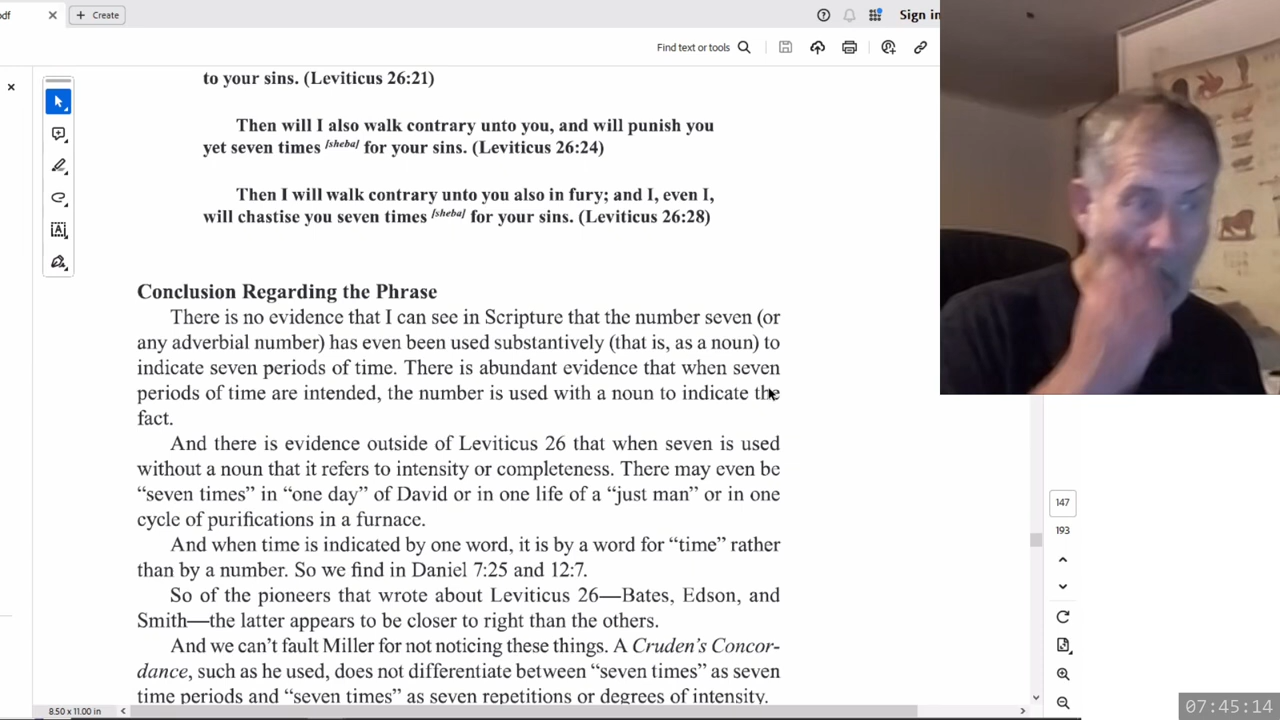 df
Create
Sign in
Find text or tools
to your sins. (Leviticus 26:21)
Then will I also walk contrary unto you, and will punish you
yet seven times [sheba] for your sins. (Leviticus 26:24)
Then I will walk contrary unto you also in fury; and I, even I,
will chastise you seven times [sheba] for your sins. (Leviticus 26:28)
Conclusion Regarding the Phrase
There is no evidence that I can see in Scripture that the number seven (or
any adverbial number) has even been used substantively (that is, as a noun) to
indicate seven periods of time. There is abundant evidence that when seven
periods of time are intended, the number is used with a noun to indicate the
fact.
And there is evidence outside of Leviticus 26 that when seven is used
without a noun that it refers to intensity or completeness. There may even be
“seven times” in “one day” of David or in one life of a “just man” or in one
cycle of purifications in a furnace.
And when time is indicated by one word, it is by a word for “time” rather
than by a number. So we find in Daniel 7:25 and 12:7.
So of the pioneers that wrote about Leviticus 26—Bates, Edson, and
Smith—the latter appears to be closer to right than the others.
And we can’t fault Miller for not noticing these things. A Cruden’s Concor-
dance, such as he used, does not differentiate between “seven times” as seven
time periods and “seven times” as seven repetitions or degrees of intensity.
147
193
8.50 x 11.00 in
07:45:14